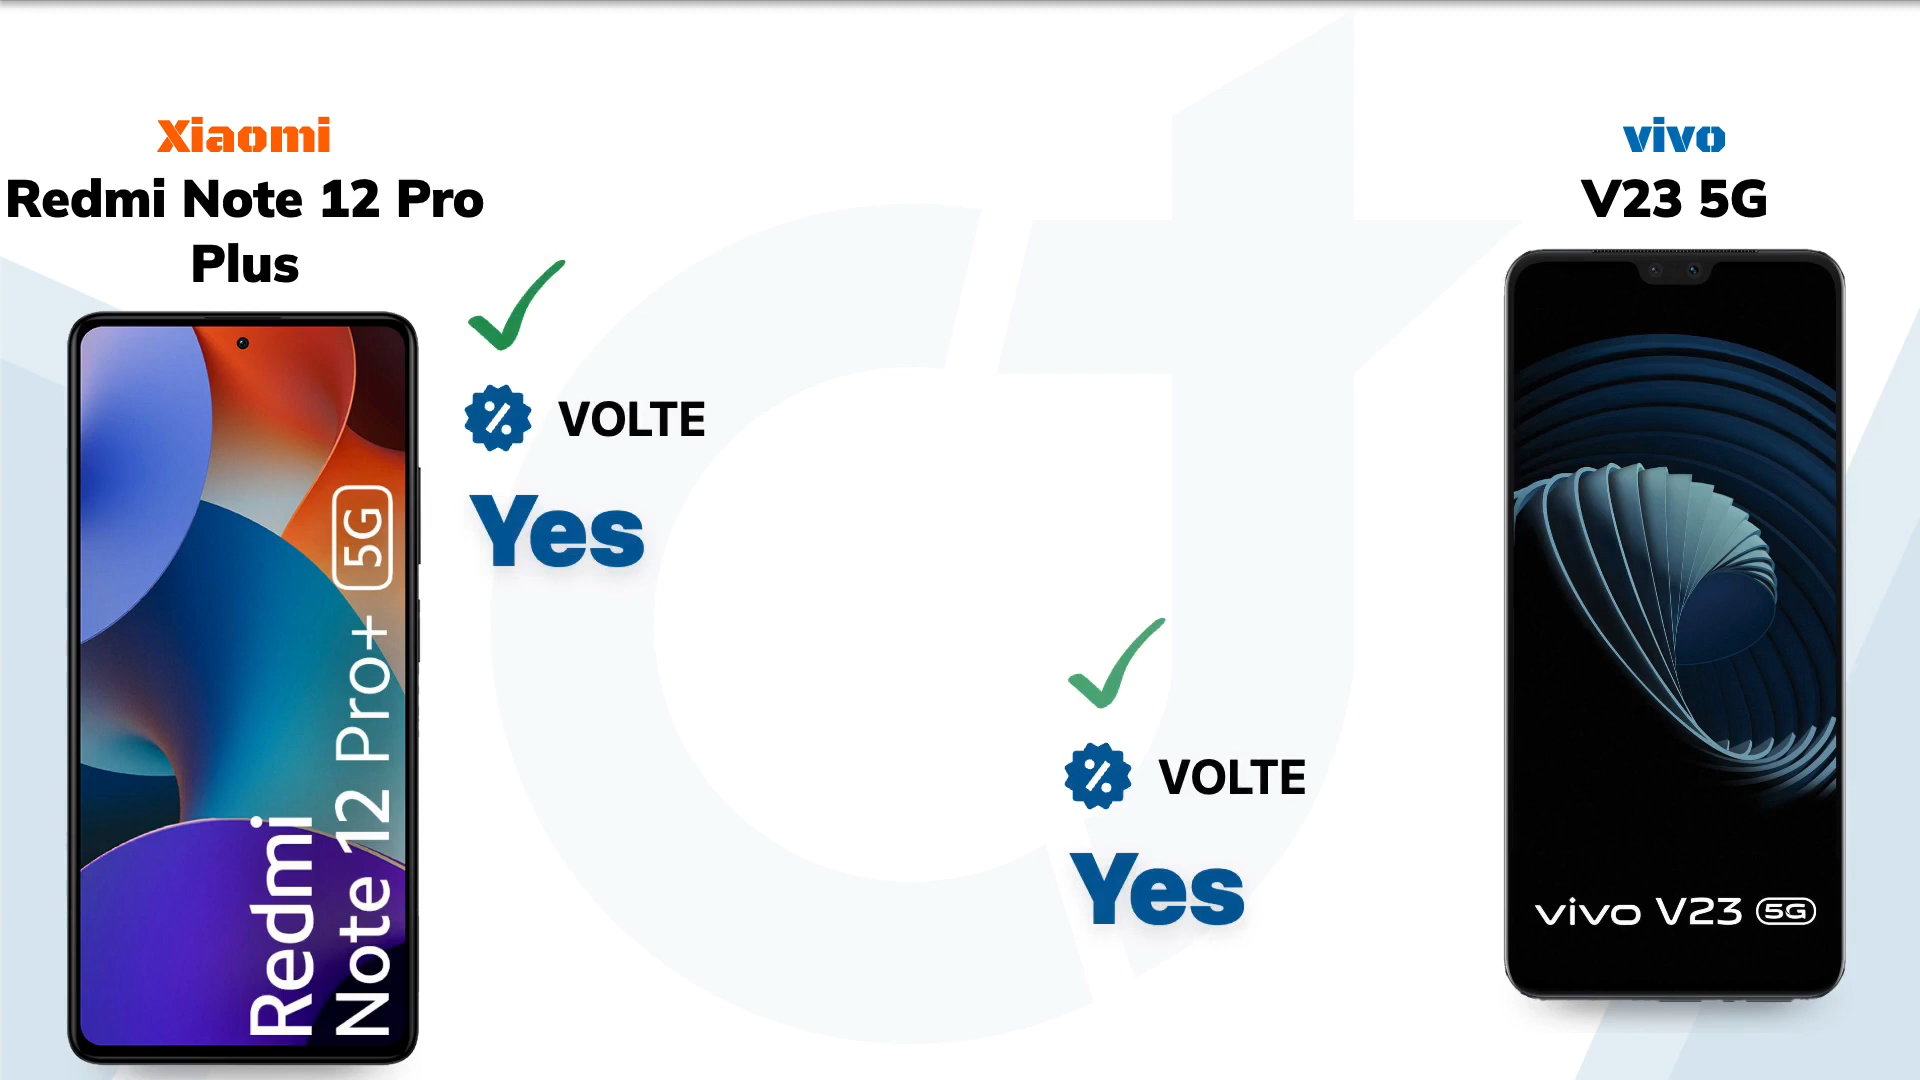 Xiaomi
Redmi Note 12 Pro
Plus
VOLTE
Yes
Redmi
Note 12 Pro+ 5G
vivo
V23 5G
VOLTE
Yes
vivo V23 5G